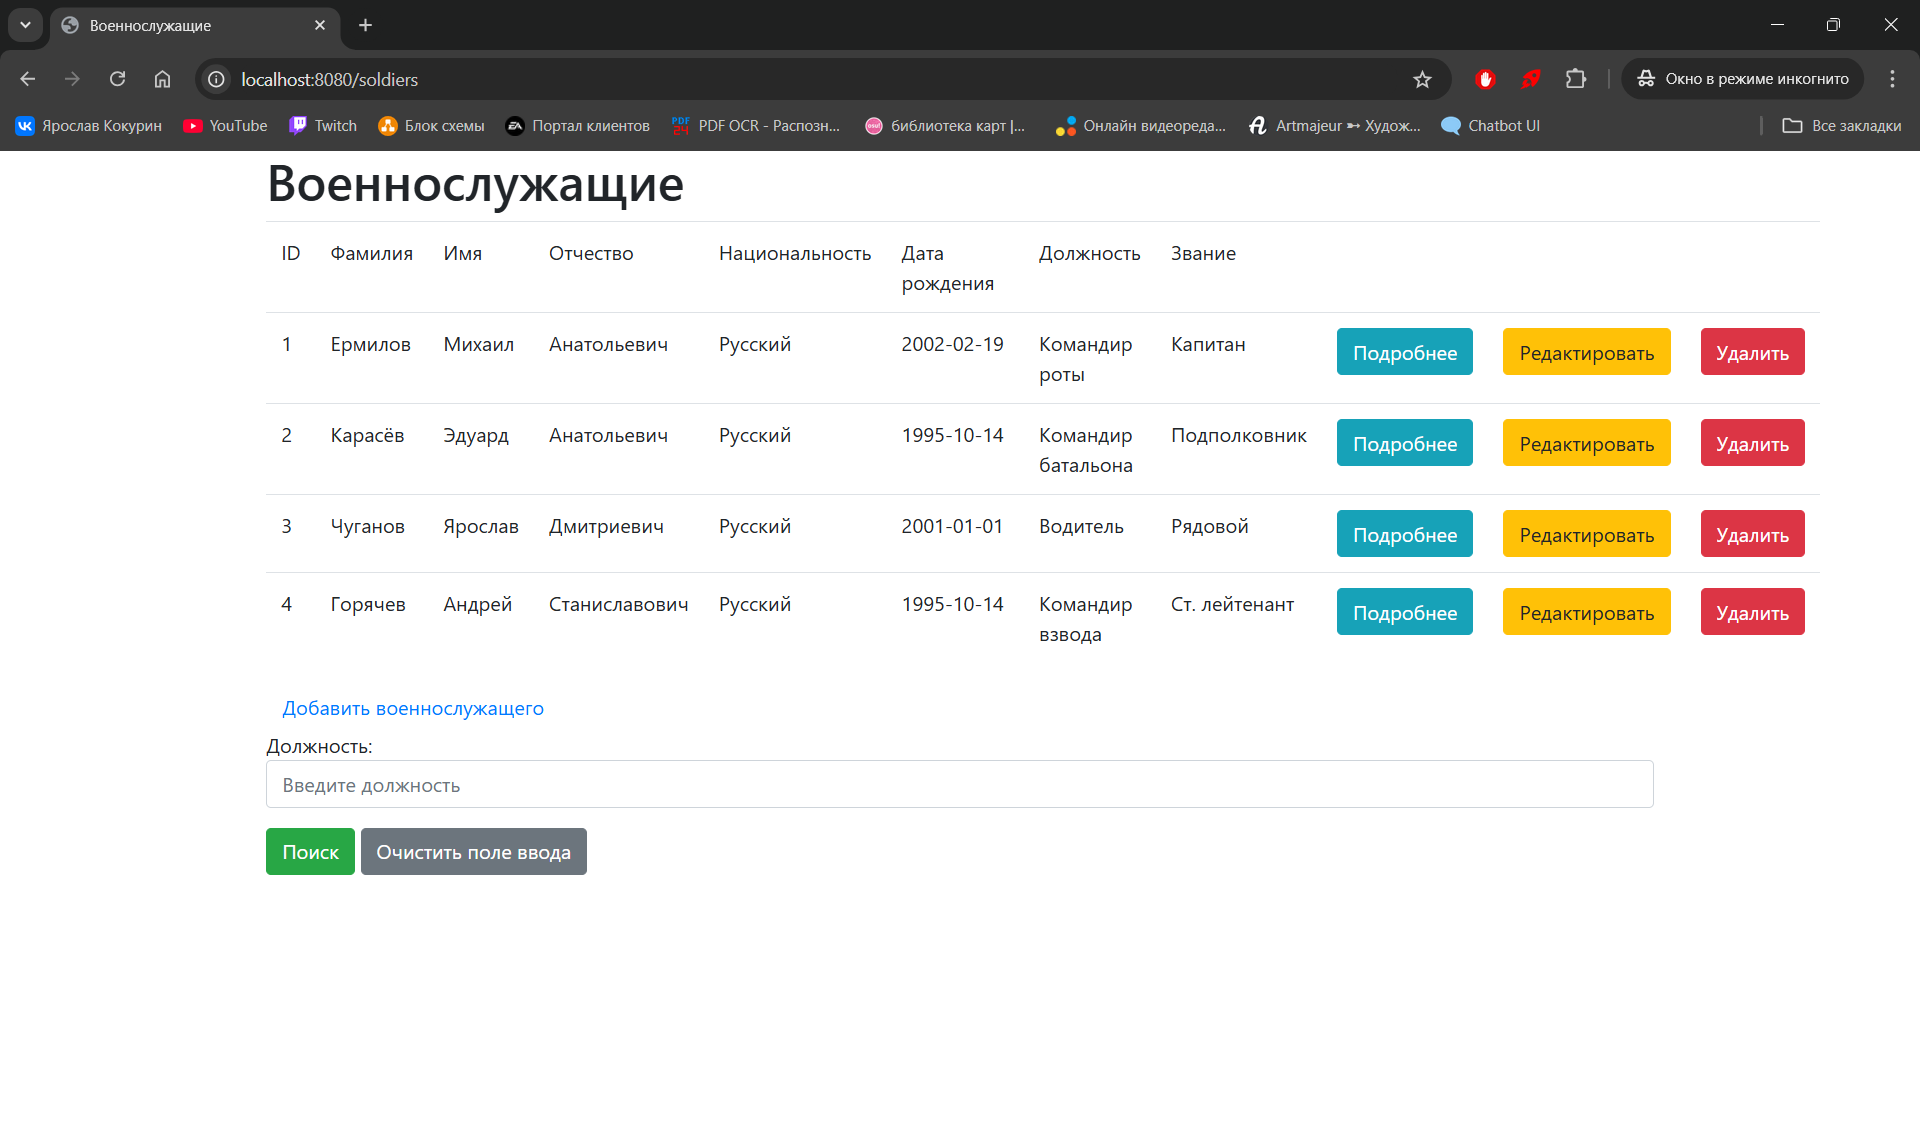 Военнослужащие
localhost:8080/soldiers
Окно в режиме инкогнито
Ярослав Кокурин YouTube Twitch Блок схемы Портал клиентов PDF OCR - Распозн... библиотека карт |... Онлайн видеореда... Artmajeur ➳ Худож... Chatbot UI Все закладки
Военнослужащие
ID Фамилия Имя Отчество Национальность Дата рождения Должность Звание
1 Ермилов Михаил Анатольевич Русский 2002-02-19 Командир роты Капитан Подробнее Редактировать Удалить
2 Карасёв Эдуард Анатольевич Русский 1995-10-14 Командир батальона Подполковник Подробнее Редактировать Удалить
3 Чуганов Ярослав Дмитриевич Русский 2001-01-01 Водитель Рядовой Подробнее Редактировать Удалить
4 Горячев Андрей Станиславович Русский 1995-10-14 Командир взвода Ст. лейтенант Подробнее Редактировать Удалить
Добавить военнослужащего
Должность:
Введите должность
Поиск Очистить поле ввода